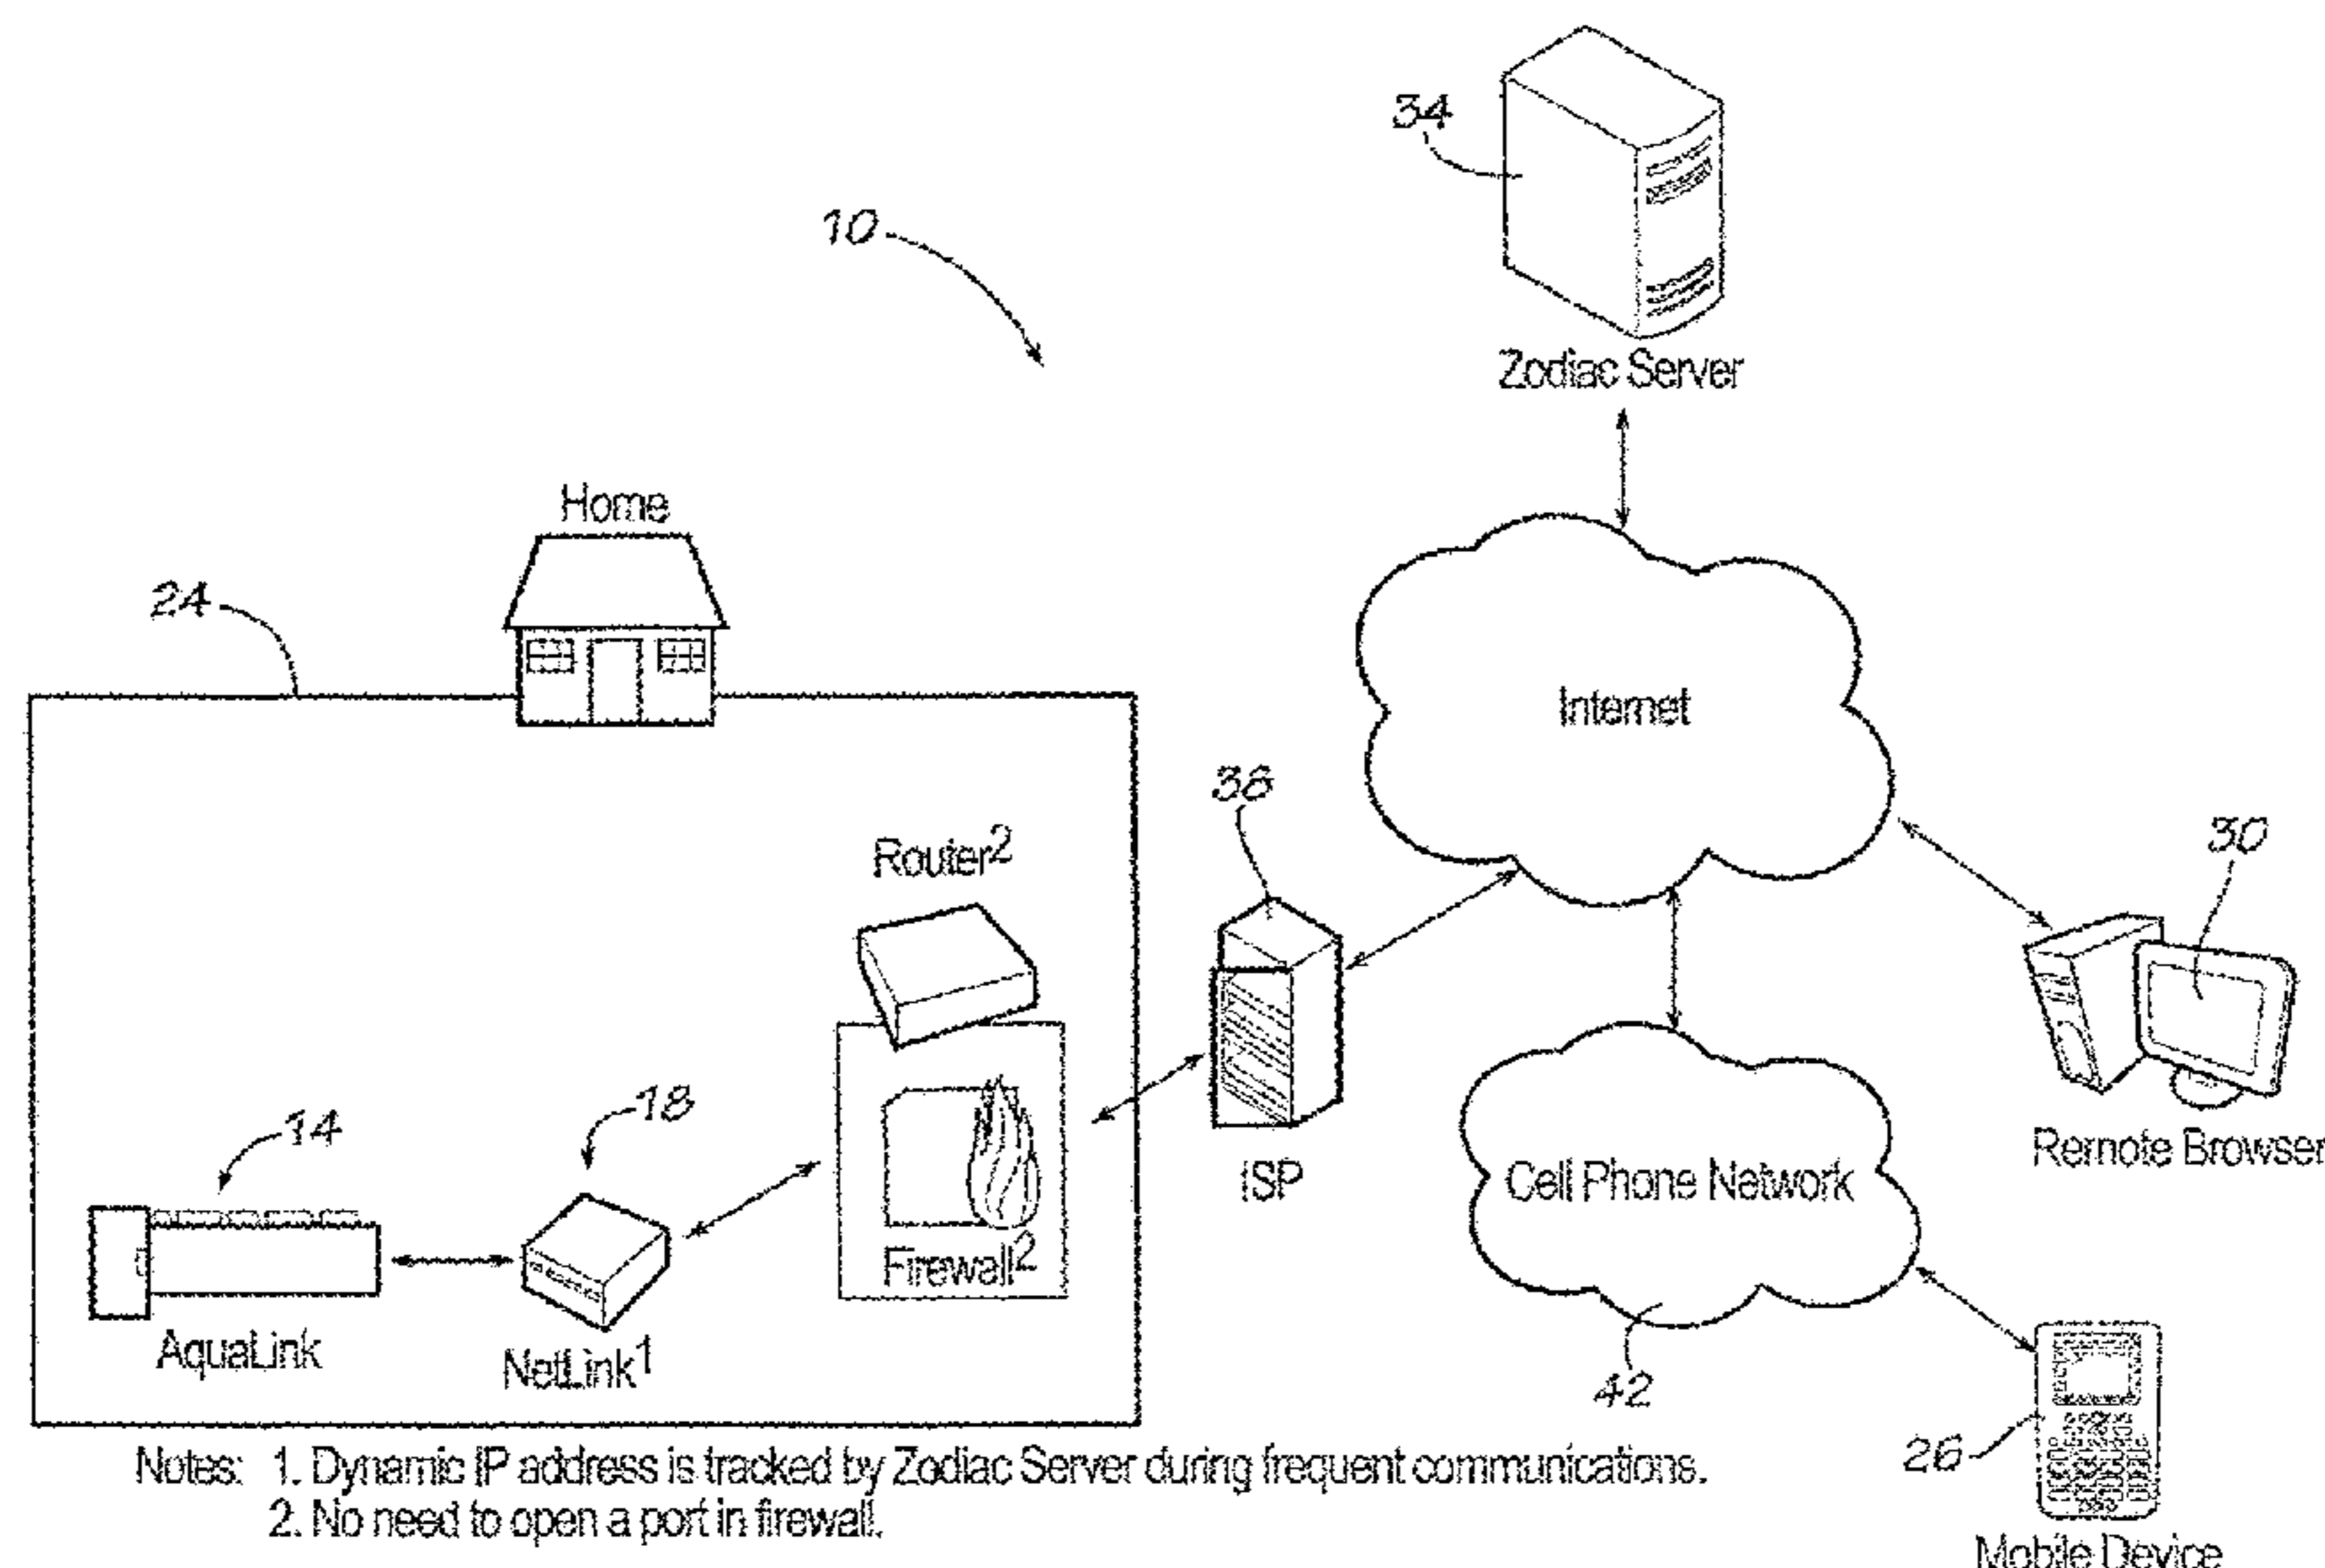 34
10
Zodiac Server
Home
24
Internet
38
30
Router2
18
14
Remote Browser
ISP
Cell Phone Network
Firewall2
AquaLink
NetLink1
42
26
Notes: 1. Dynamic IP address is tracked by Zodiac Server during frequent communications.
2. No need to open a port in firewall.
Mobile Device